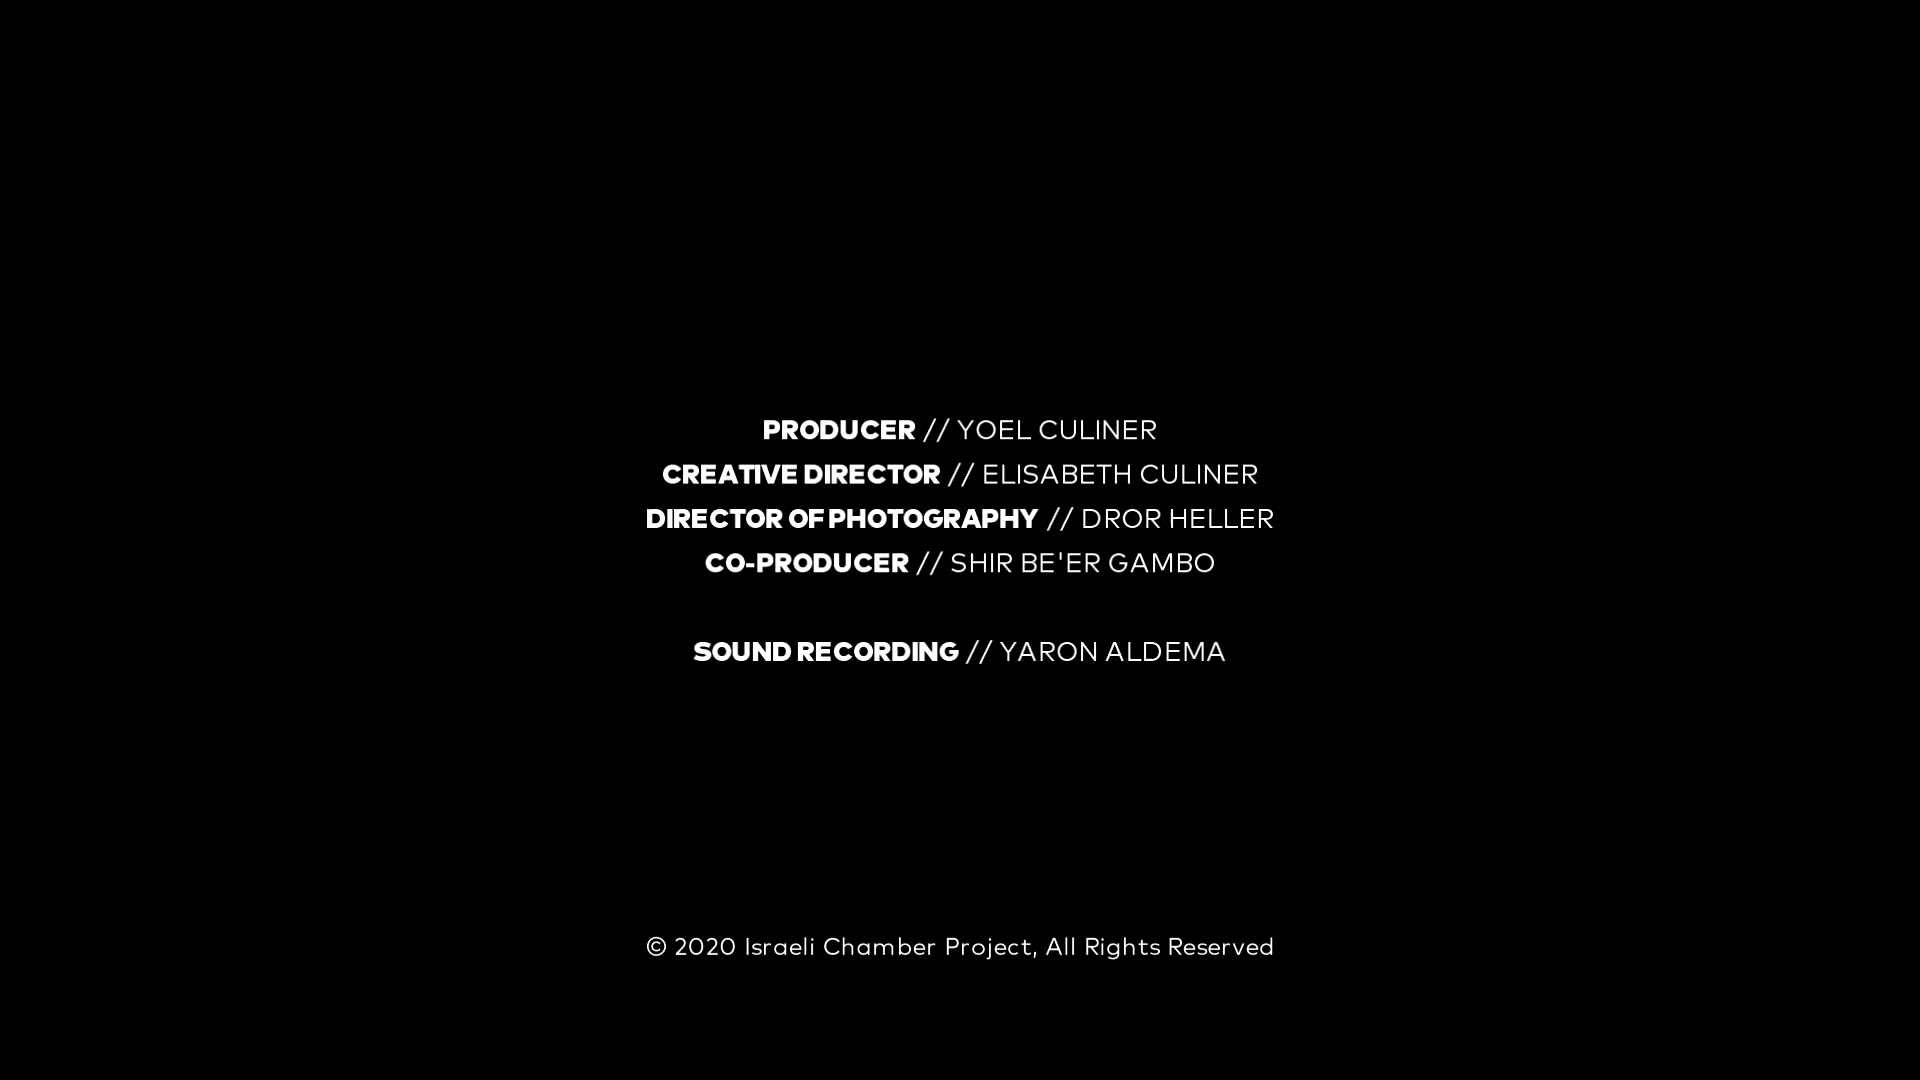 PRODUCER // YOEL CULINER
CREATIVE DIRECTOR // ELISABETH CULINER
DIRECTOR OF PHOTOGRAPHY // DROR HELLER
CO-PRODUCER // SHIR BE'ER GAMBO
SOUND RECORDING // YARON ALDEMA
© 2020 Israeli Chamber Project, All Rights Reserved